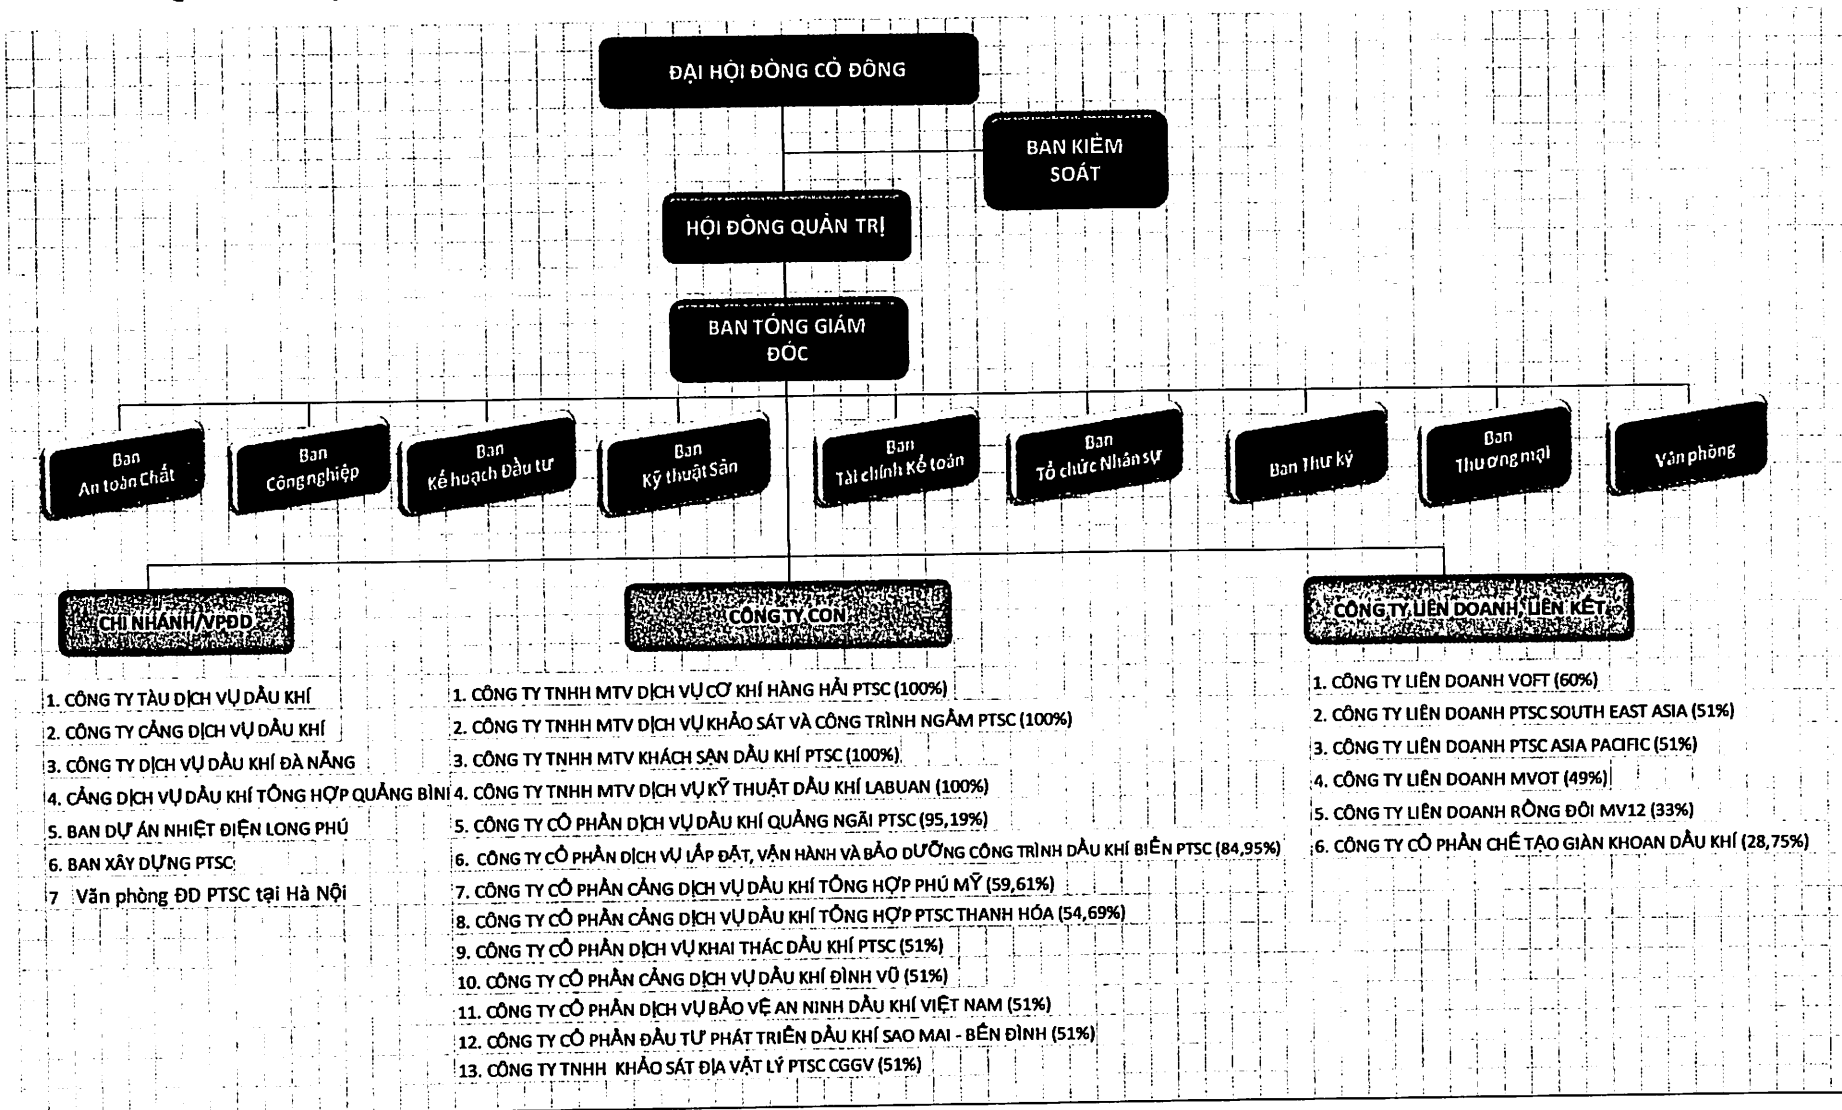 ĐẠI HỘI ĐỒNG CỔ ĐÔNG
BAN KIỂM
SOÁT
HỘI ĐỒNG QUẢN TRỊ
BAN TỔNG GIÁM
ĐỐC
Ban
An toàn Chất
Ban
Công nghiệp
Ban
Kế hoạch Đầu tư
Ban
Kỹ thuật Sản
Ban
Tài chính Kế toán
Ban
Tổ chức Nhân sự
Ban Thư ký
Ban
Thương mại
Văn phòng
CHI NHÁNH/VPĐD
CÔNG TY CON
CÔNG TY LIÊN DOANH, LIÊN KẾT
1. CÔNG TY TÀU DỊCH VỤ DẦU KHÍ
2. CÔNG TY CẢNG DỊCH VỤ DẦU KHÍ
3. CÔNG TY DỊCH VỤ DẦU KHÍ ĐÀ NẴNG
4. CẢNG DỊCH VỤ DẦU KHÍ TỔNG HỢP QUẢNG BÌNI
5. BAN DỰ ÁN NHIỆT ĐIỆN LONG PHÚ
6. BAN XÂY DỰNG PTSC
7 Văn phòng ĐD PTSC tại Hà Nội
1. CÔNG TY TNHH MTV DỊCH VỤ CƠ KHÍ HÀNG HẢI PTSC (100%)
2. CÔNG TY TNHH MTV DỊCH VỤ KHẢO SÁT VÀ CÔNG TRÌNH NGẦM PTSC (100%)
3. CÔNG TY TNHH MTV KHÁCH SẠN DẦU KHÍ PTSC (100%)
4. CÔNG TY TNHH MTV DỊCH VỤ KỸ THUẬT DẦU KHÍ LABUAN (100%)
5. CÔNG TY CỔ PHẦN DỊCH VỤ DẦU KHÍ QUẢNG NGÃI PTSC (95,19%)
6. CÔNG TY CỔ PHẦN DỊCH VỤ LẮP ĐẶT, VẬN HÀNH VÀ BẢO DƯỠNG CÔNG TRÌNH DẦU KHÍ BIỂN PTSC (84,95%)
7. CÔNG TY CỔ PHẦN CẢNG DỊCH VỤ DẦU KHÍ TỔNG HỢP PHÚ MỸ (59,61%)
8. CÔNG TY CỔ PHẦN CẢNG DỊCH VỤ DẦU KHÍ TỔNG HỢP PTSC THANH HÓA (54,69%)
9. CÔNG TY CỔ PHẦN DỊCH VỤ KHAI THÁC DẦU KHÍ PTSC (51%)
10. CÔNG TY CỔ PHẦN CẢNG DỊCH VỤ DẦU KHÍ ĐÌNH VŨ (51%)
11. CÔNG TY CỔ PHẦN DỊCH VỤ BẢO VỆ AN NINH DẦU KHÍ VIỆT NAM (51%)
12. CÔNG TY CỔ PHẦN ĐẦU TƯ PHÁT TRIỂN DẦU KHÍ SAO MAI - BẾN ĐÌNH (51%)
13. CÔNG TY TNHH KHẢO SÁT ĐỊA VẬT LÝ PTSC CGGV (51%)
1. CÔNG TY LIÊN DOANH VOFT (60%)
2. CÔNG TY LIÊN DOANH PTSC SOUTH EAST ASIA (51%)
3. CÔNG TY LIÊN DOANH PTSC ASIA PACIFIC (51%)
4. CÔNG TY LIÊN DOANH MVOT (49%)
5. CÔNG TY LIÊN DOANH RỒNG ĐÔI MV12 (33%)
6. CÔNG TY CỔ PHẦN CHẾ TẠO GIÀN KHOAN DẦU KHÍ (28,75%)